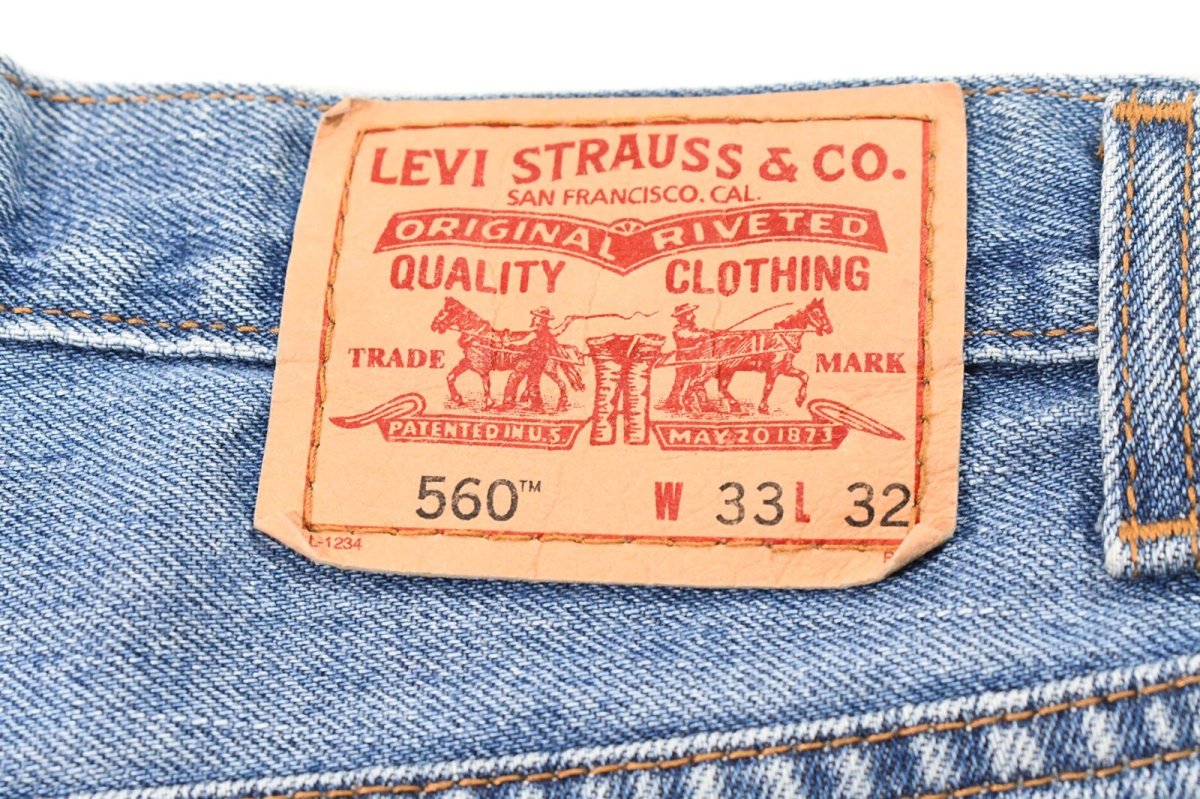 LEVI STRAUSS & CO.
SAN FRANCISCO, CAL.
ORIGINAL RIVETED
QUALITY CLOTHING
TRADE MARK
PATENTED IN U.S. MAY 20 1873
560™ W 33 L 32
L-1234